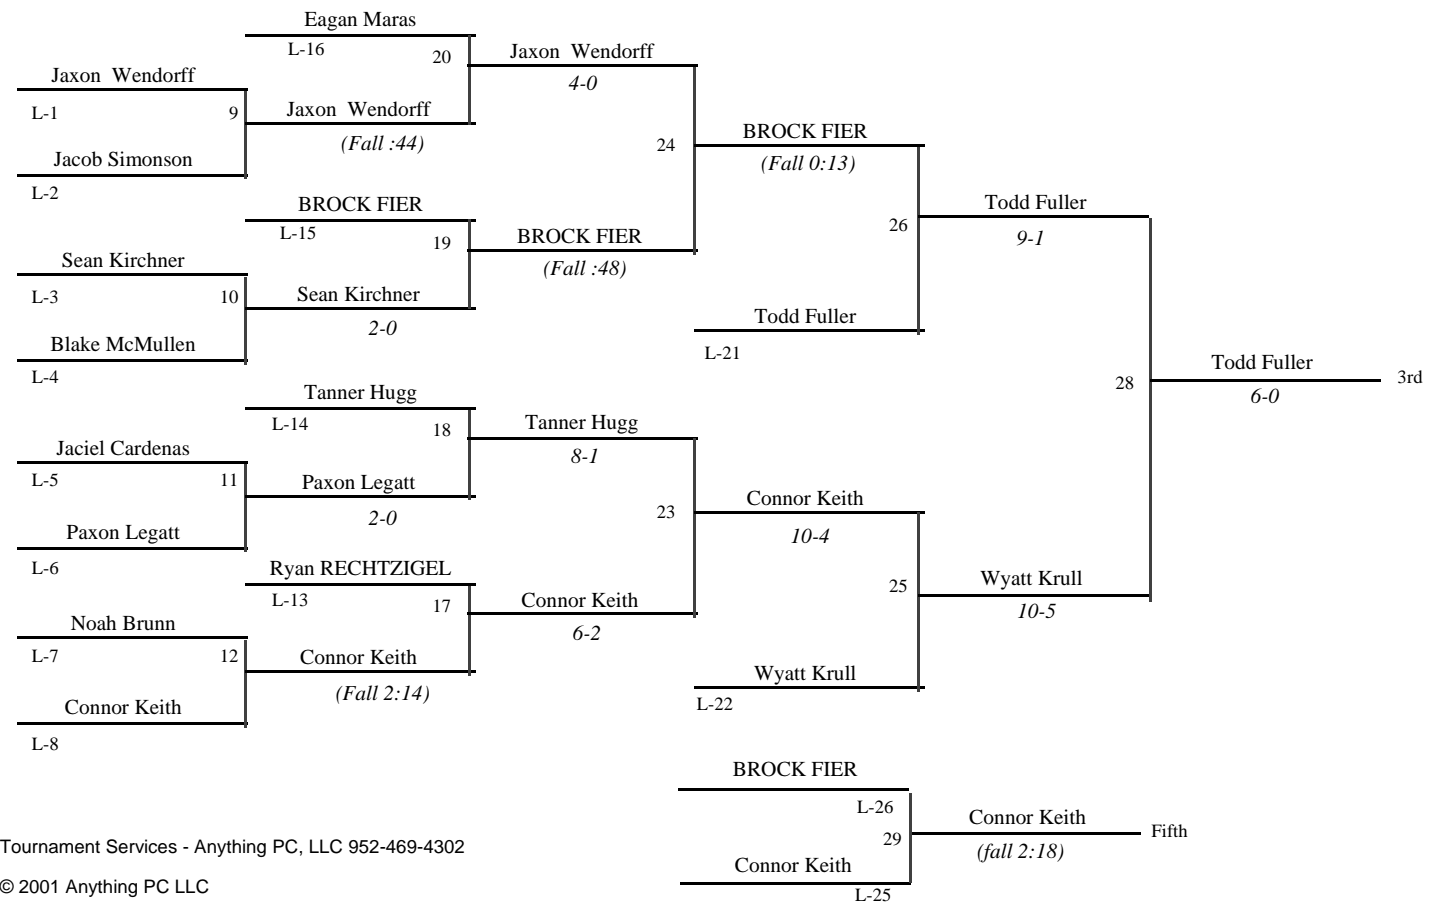 Eagan Maras
L-16
20
Jaxon Wendorff
4-0
Jaxon Wendorff
L-1
9
Jaxon Wendorff
(Fall :44)
Jacob Simonson
L-2
24
BROCK FIER
(Fall 0:13)
BROCK FIER
L-15
19
BROCK FIER
(Fall :48)
26
Todd Fuller
9-1
Sean Kirchner
L-3
10
Sean Kirchner
2-0
Blake McMullen
L-4
Todd Fuller
L-21
28
Todd Fuller
6-0
3rd
Tanner Hugg
L-14
18
Tanner Hugg
8-1
Jaciel Cardenas
L-5
11
Paxon Legatt
2-0
Paxon Legatt
L-6
23
Connor Keith
10-4
Ryan RECHTZIGEL
L-13
17
Connor Keith
6-2
25
Wyatt Krull
10-5
Noah Brunn
L-7
12
Connor Keith
(Fall 2:14)
Connor Keith
L-8
Wyatt Krull
L-22
BROCK FIER
L-26
29
Connor Keith
(fall 2:18)
Fifth
Connor Keith
L-25
Tournament Services - Anything PC, LLC 952-469-4302
© 2001 Anything PC LLC